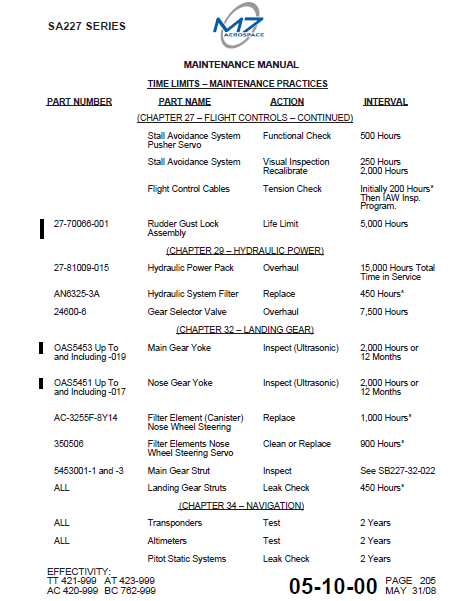 SA227 SERIES
M7
AEROSPACE
MAINTENANCE MANUAL
TIME LIMITS – MAINTENANCE PRACTICES
PART NUMBER PART NAME ACTION INTERVAL
(CHAPTER 27 – FLIGHT CONTROLS – CONTINUED)
Stall Avoidance System Functional Check 500 Hours
Pusher Servo
Stall Avoidance System Visual Inspection 250 Hours
Recalibrate 2,000 Hours
Flight Control Cables Tension Check Initially 200 Hours*
Then IAW Insp.
Program.
27-70066-001 Rudder Gust Lock Life Limit 5,000 Hours
Assembly
(CHAPTER 29 – HYDRAULIC POWER)
27-81009-015 Hydraulic Power Pack Overhaul 15,000 Hours Total
Time in Service
AN6325-3A Hydraulic System Filter Replace 450 Hours*
24600-6 Gear Selector Valve Overhaul 7,500 Hours
(CHAPTER 32 – LANDING GEAR)
OAS5453 Up To Main Gear Yoke Inspect (Ultrasonic) 2,000 Hours or
and Including -019 12 Months
OAS5451 Up To Nose Gear Yoke Inspect (Ultrasonic) 2,000 Hours or
and Including -017 12 Months
AC-3255F-8Y14 Filter Element (Canister) Replace 1,000 Hours*
Nose Wheel Steering
350506 Filter Elements Nose Clean or Replace 900 Hours*
Wheel Steering Servo
5453001-1 and -3 Main Gear Strut Inspect See SB227-32-022
ALL Landing Gear Struts Leak Check 450 Hours*
(CHAPTER 34 – NAVIGATION)
ALL Transponders Test 2 Years
ALL Altimeters Test 2 Years
Pitot Static Systems Leak Check 2 Years
EFFECTIVITY:
TT 421-999 AT 423-999 05-10-00 PAGE 205
AC 420-999 BC 762-999 MAY 31/08